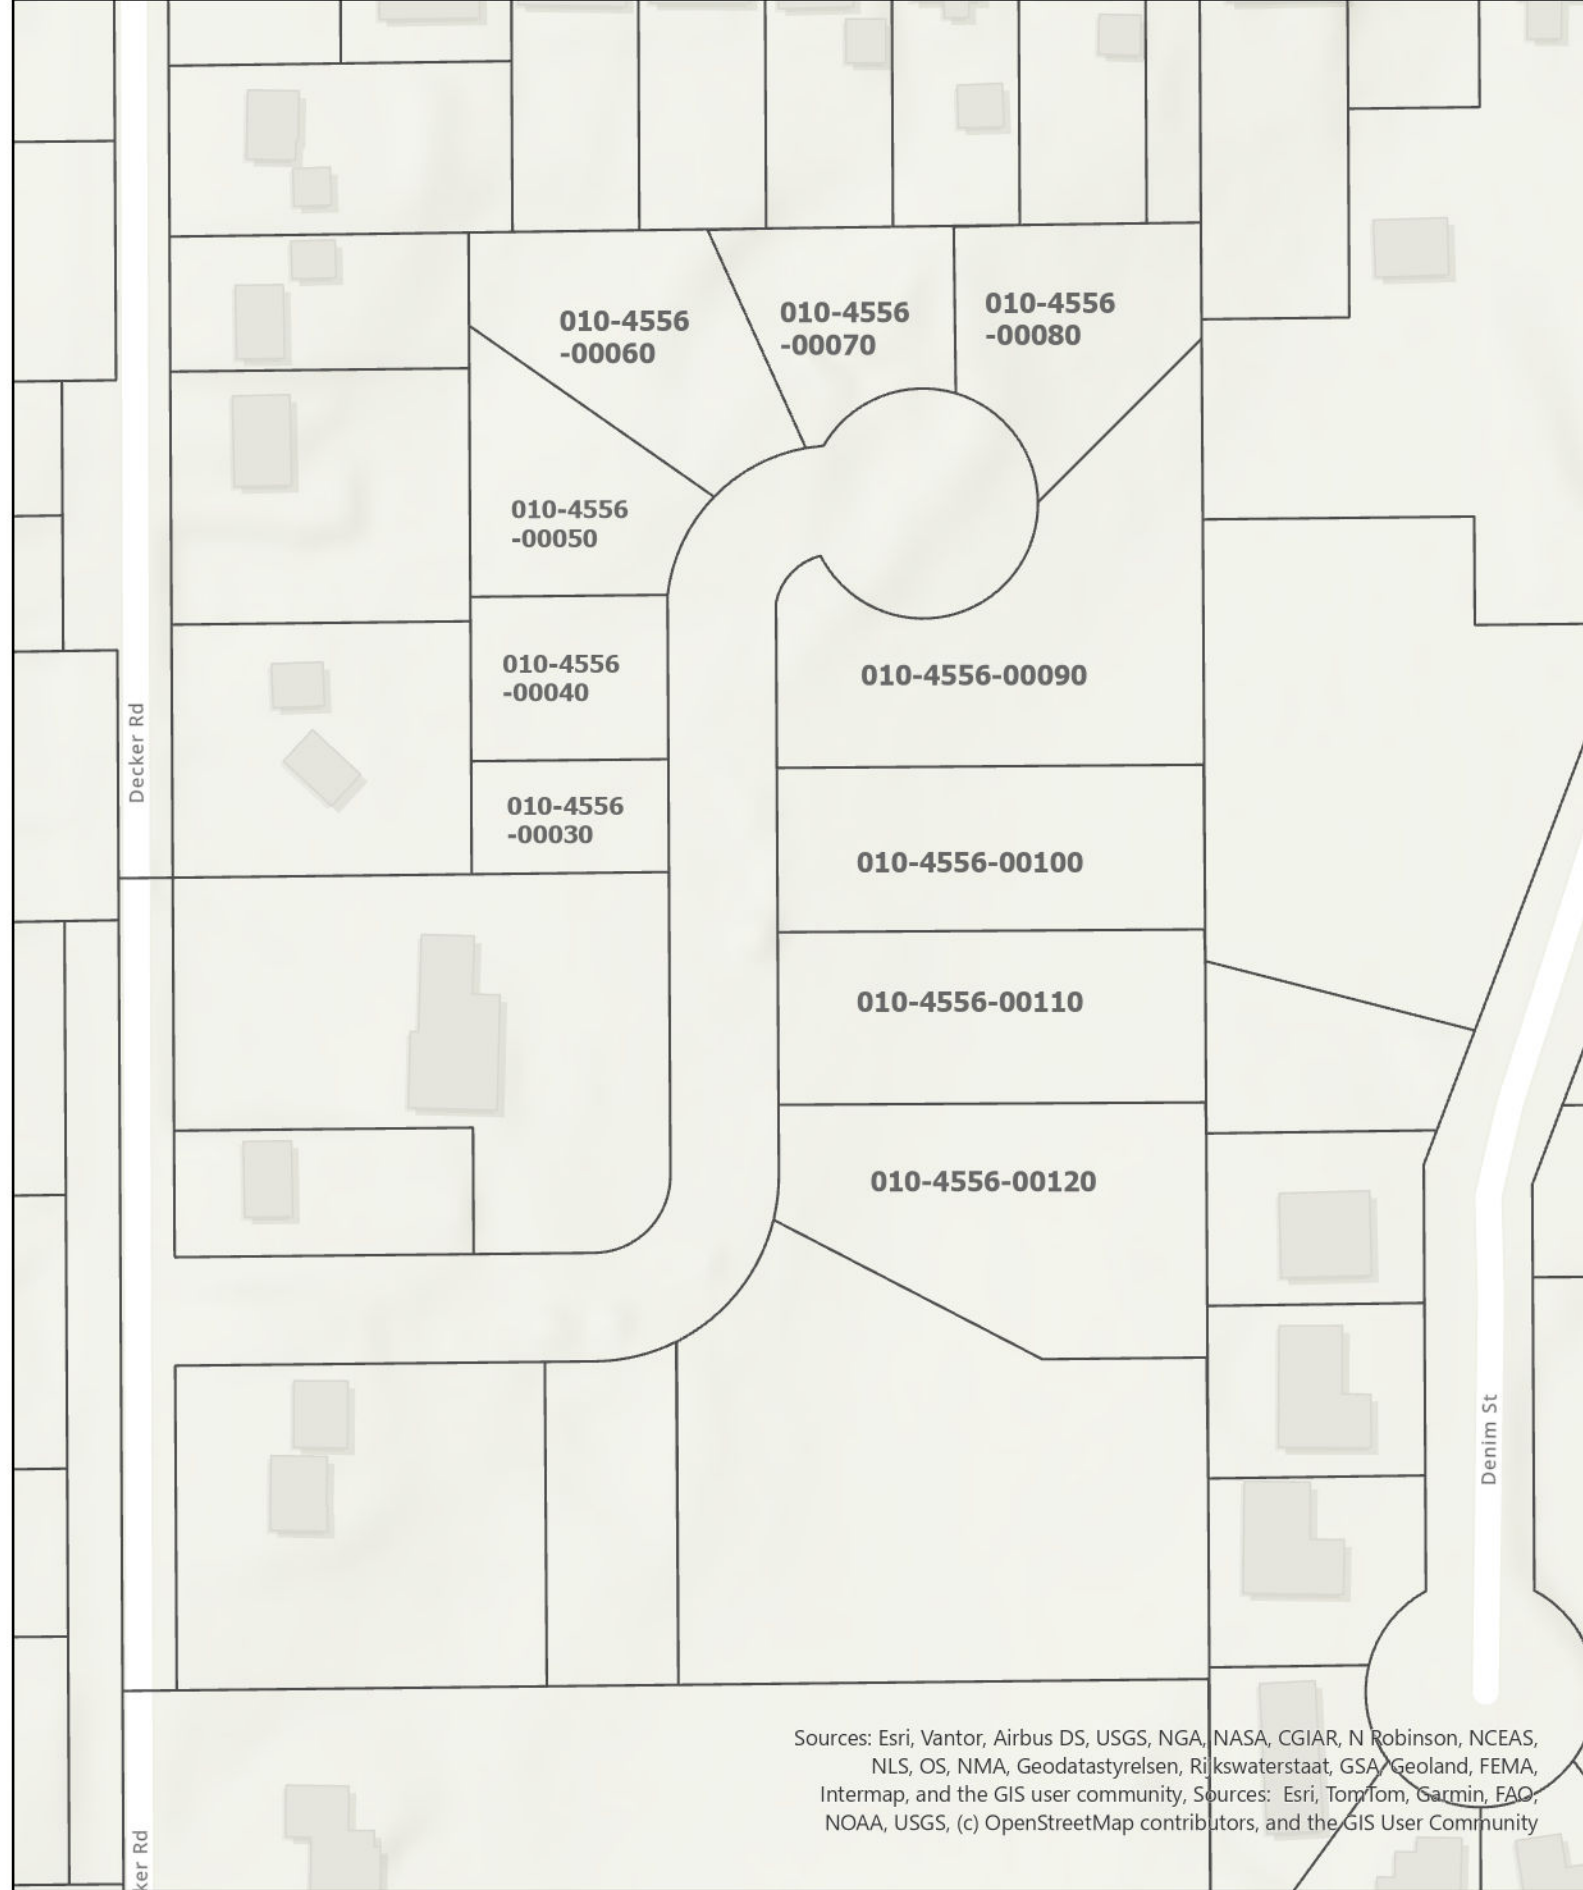 010-4556
-00060
010-4556
-00070
010-4556
-00080
010-4556
-00050
010-4556
-00040
010-4556-00090
Decker Rd
010-4556
-00030
010-4556-00100
010-4556-00110
010-4556-00120
Denim St
Sources: Esri, Vantor, Airbus DS, USGS, NGA, NASA, CGIAR, N Robinson, NCEAS,
NLS, OS, NMA, Geodatastyrelsen, Rijkswaterstaat, GSA, Geoland, FEMA,
Intermap, and the GIS user community, Sources: Esri, TomTom, Garmin, FAO,
NOAA, USGS, (c) OpenStreetMap contributors, and the GIS User Community
ker Rd